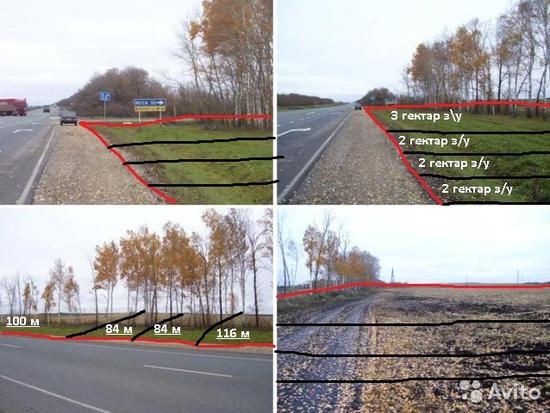 3 гектар з\у
2 гектар з/у
2 гектар з/у
2 гектар з/у
100 м
84 м
84 м
116 м
Avito